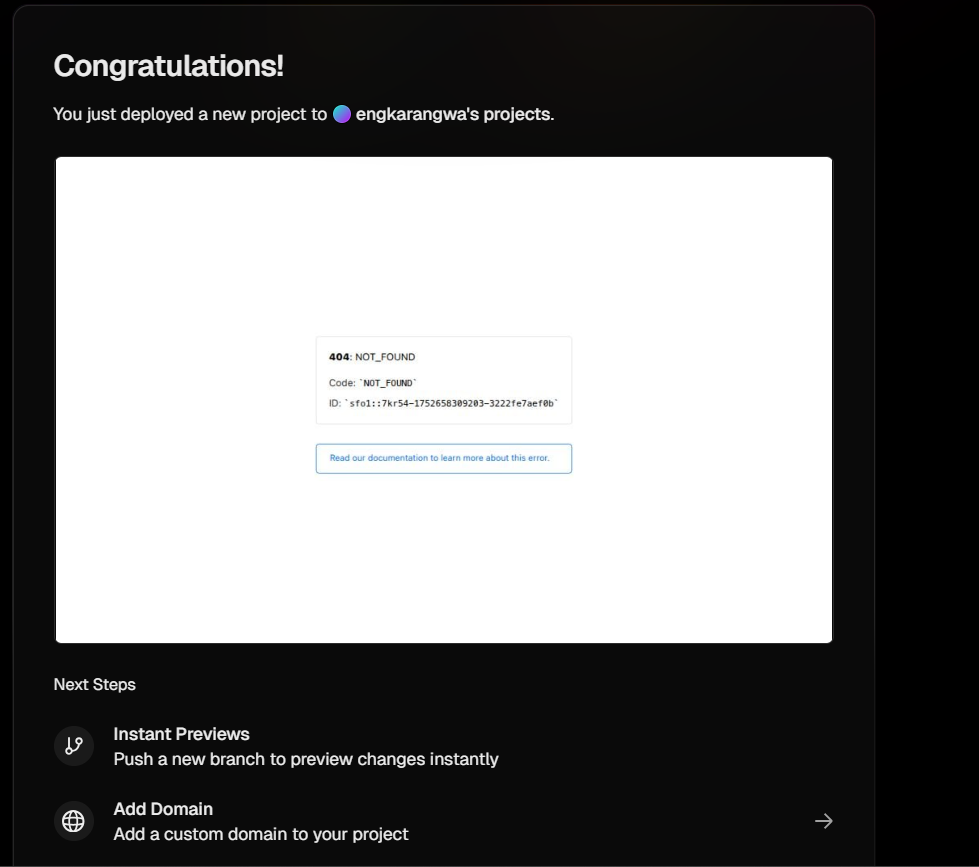 Congratulations!
You just deployed a new project to engkarangwa's projects.
404: NOT_FOUND
Code: `NOT_FOUND`
ID: `sfo1::7kr54-1752658309203-3222fe7aef0b`
Read our documentation to learn more about this error.
Next Steps
Instant Previews
Push a new branch to preview changes instantly
Add Domain
Add a custom domain to your project